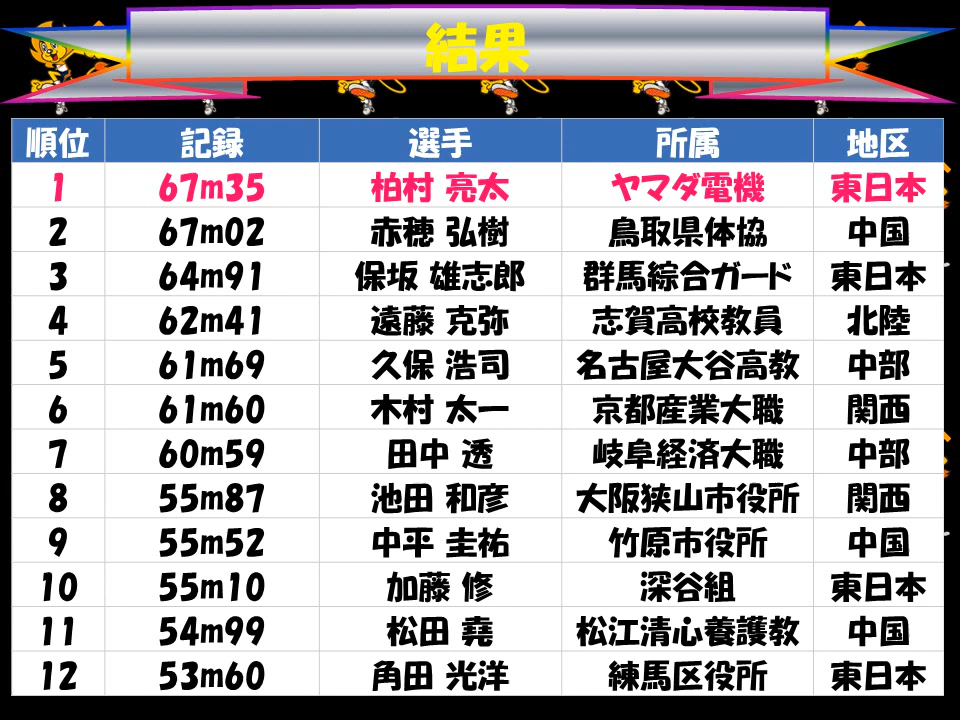 結果
順位 記録 選手 所属 地区
1 67m35 柏村 亮太 ヤマダ電機 東日本
2 67m02 赤穂 弘樹 鳥取県体協 中国
3 64m91 保坂 雄志郎 群馬綜合ガード 東日本
4 62m41 遠藤 克弥 志賀高校教員 北陸
5 61m69 久保 浩司 名古屋大谷高教 中部
6 61m60 木村 太一 京都産業大職 関西
7 60m59 田中 透 岐阜経済大職 中部
8 55m87 池田 和彦 大阪狭山市役所 関西
9 55m52 中平 圭祐 竹原市役所 中国
10 55m10 加藤 修 深谷組 東日本
11 54m99 松田 堯 松江清心養護教 中国
12 53m60 角田 光洋 練馬区役所 東日本